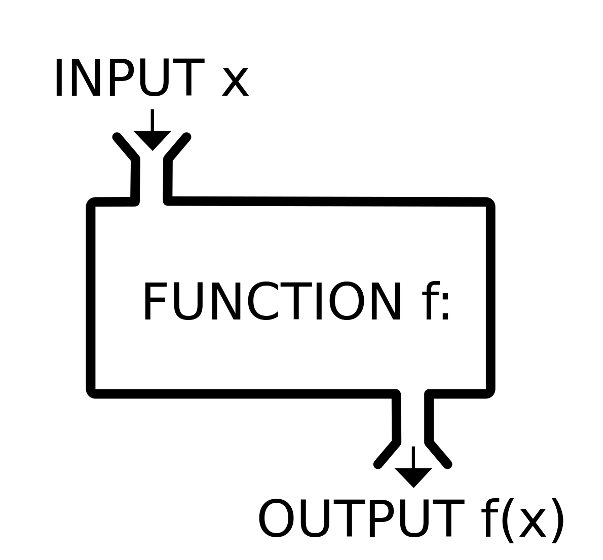 INPUT x
FUNCTION f:
OUTPUT f(x)